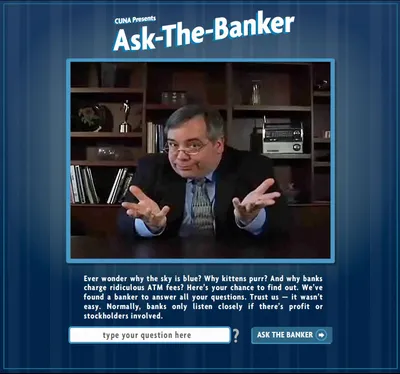 CUNA Presents
Ask-The-Banker
Ever wonder why the sky is blue? Why kittens purr? And why banks
charge ridiculous ATM fees? Here's your chance to find out. We've
found a banker to answer all your questions. Trust us — it wasn't
easy. Normally, banks only listen closely if there's profit or
stockholders involved.
type your question here ?
ASK THE BANKER